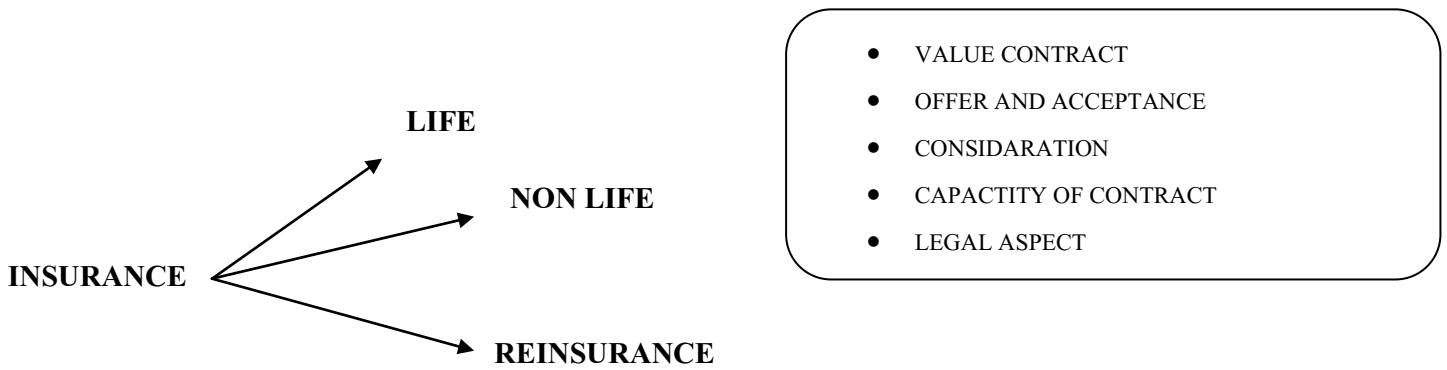 LIFE
NON LIFE
INSURANCE
REINSURANCE
• VALUE CONTRACT
• OFFER AND ACCEPTANCE
• CONSIDARATION
• CAPACTITY OF CONTRACT
• LEGAL ASPECT